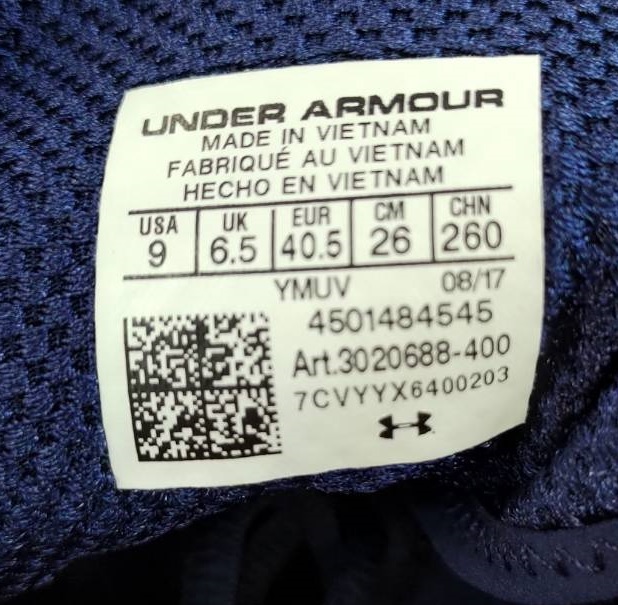 UNDER ARMOUR
MADE IN VIETNAM
FABRIQUÉ AU VIETNAM
HECHO EN VIETNAM
USA UK EUR CM CHN
9 6.5 40.5 26 260
YMUV 08/17
4501484545
Art.3020688-400
7CVYYX6400203